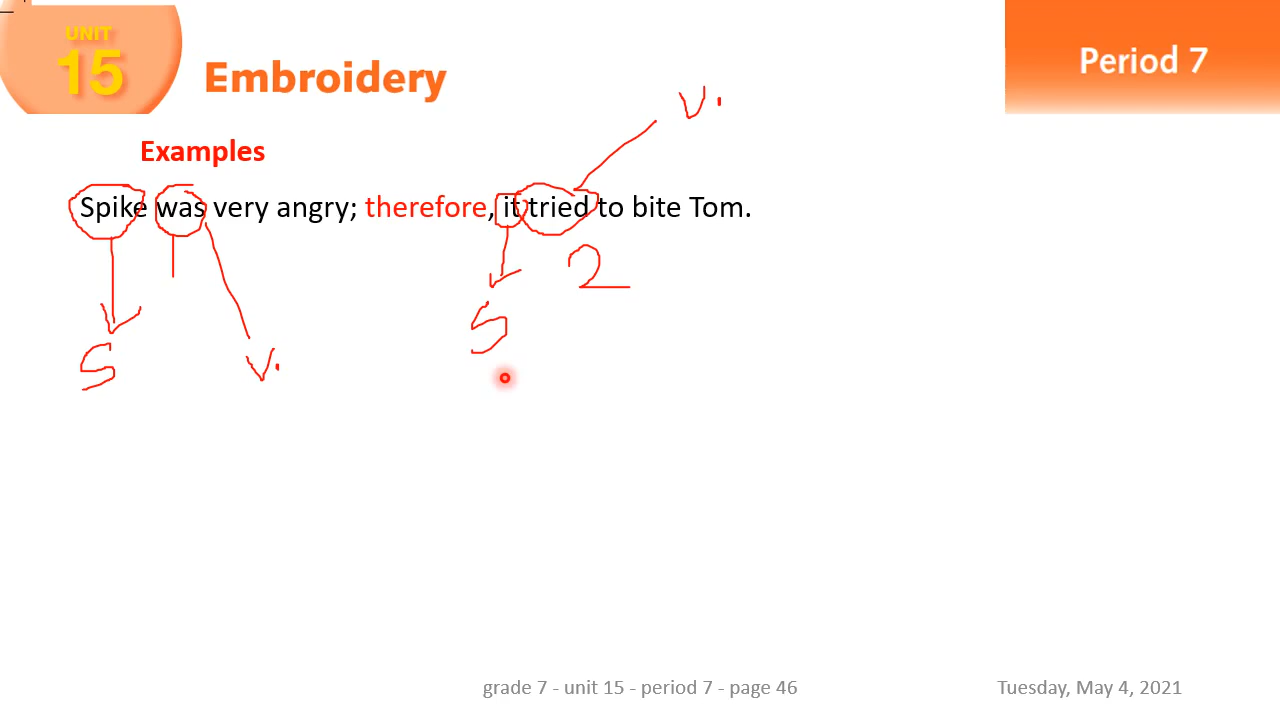 UNIT
15
Embroidery
Period 7
V.
Examples
Spike was very angry; therefore, it tried to bite Tom.
1
2
S
V.
S
grade 7 - unit 15 - period 7 - page 46
Tuesday, May 4, 2021